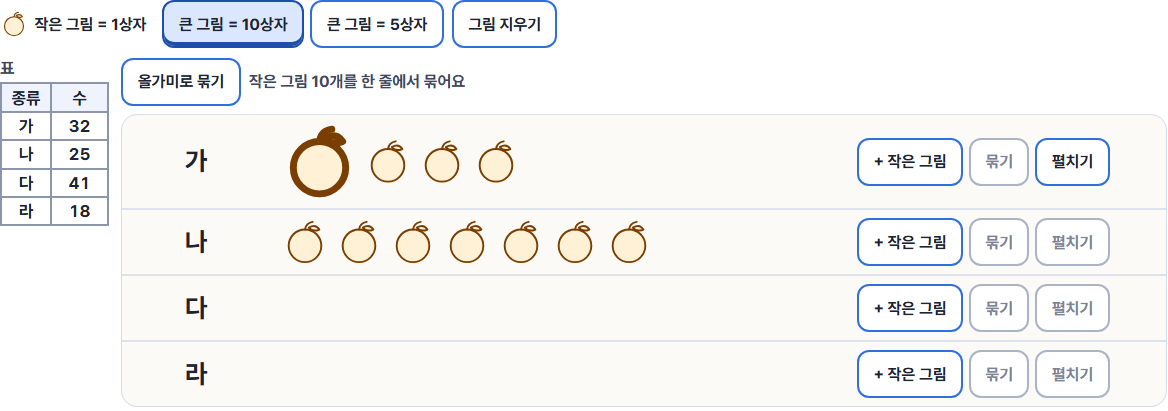 작은 그림 = 1상자 큰 그림 = 10상자 큰 그림 = 5상자 그림 지우기
표
올가미로 묶기 작은 그림 10개를 한 줄에서 묶어요
종류 수
가 32
나 25
다 41
라 18
가 + 작은 그림 묶기 펼치기
나 + 작은 그림 묶기 펼치기
다 + 작은 그림 묶기 펼치기
라 + 작은 그림 묶기 펼치기